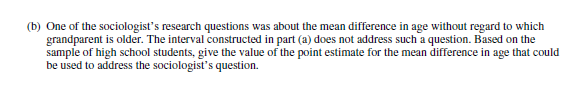 (b) One of the sociologist's research questions was about the mean difference in age without regard to which
grandparent is older. The interval constructed in part (a) does not address such a question. Based on the
sample of high school students, give the value of the point estimate for the mean difference in age that could
be used to address the sociologist's question.